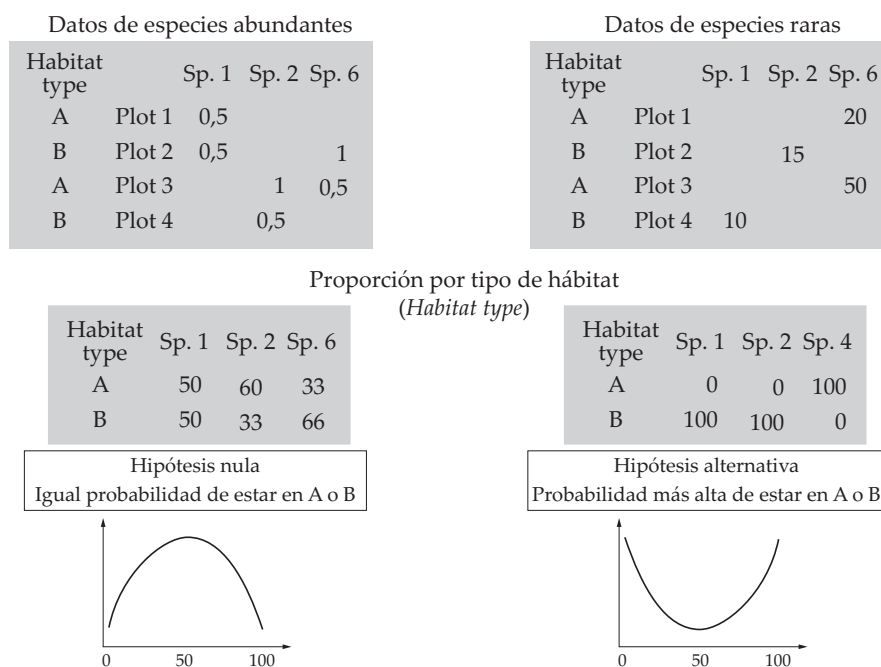 Datos de especies abundantes
Habitat type Sp. 1 Sp. 2 Sp. 6
A Plot 1 0,5
B Plot 2 0,5 1
A Plot 3 1 0,5
B Plot 4 0,5
Datos de especies raras
Habitat type Sp. 1 Sp. 2 Sp. 6
A Plot 1 20
B Plot 2 15
A Plot 3 50
B Plot 4 10
Proporción por tipo de hábitat
(Habitat type)
Habitat type Sp. 1 Sp. 2 Sp. 6
A 50 60 33
B 50 33 66
Hipótesis nula
Igual probabilidad de estar en A o B
0 50 100
Habitat type Sp. 1 Sp. 2 Sp. 4
A 0 0 100
B 100 100 0
Hipótesis alternativa
Probabilidad más alta de estar en A o B
0 50 100